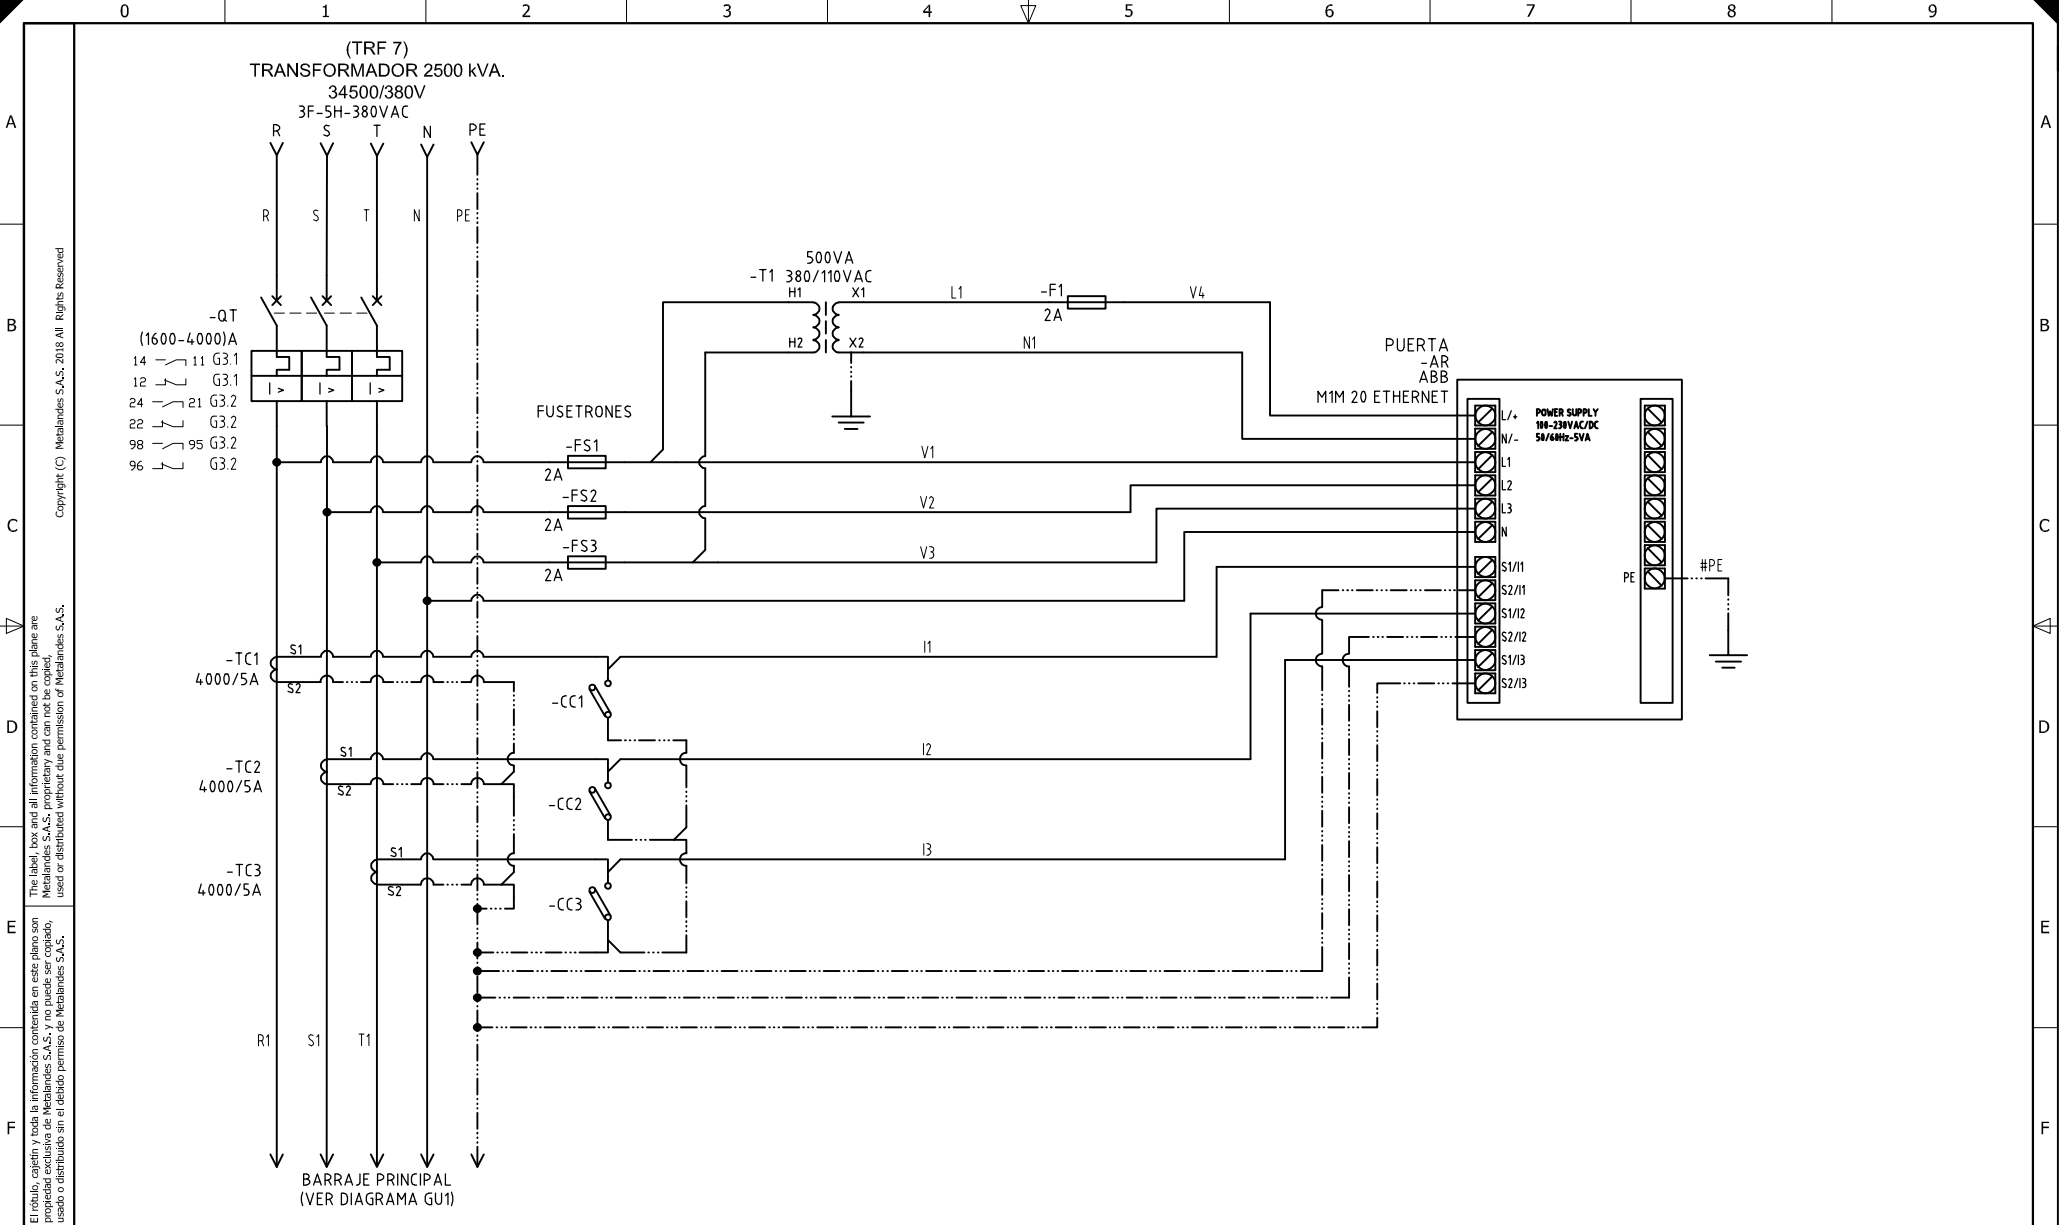 0 1 2 3 4 5 6 7 8 9
(TRF 7)
TRANSFORMADOR 2500 kVA.
34500/380V
3F-5H-380VAC
R S T N PE
A A
R S T N PE
500VA
-T1 380/110VAC
H1 X1 L1 -F1 V4
2A
H2 X2 N1
B B
-QT
(1600-4000)A
14 11 G3.1
12 G3.1
24 21 G3.2
22 G3.2
98 95 G3.2
96 G3.2
I > I > I >
PUERTA
-AR
ABB
M1M 20 ETHERNET
L/+ POWER SUPPLY
100-230VAC/DC
N/- 50/60Hz-5VA
L1
L2
L3
N
S1/I1
S2/I1
S1/I2
S2/I2
S1/I3
S2/I3
PE #PE
FUSETRONES
-FS1 V1
2A
-FS2 V2
2A
-FS3 V3
2A
C C
-TC1 S1 I1
4000/5A S2
-CC1
D D
-TC2 S1 I2
4000/5A S2
-CC2
-TC3 S1 I3
4000/5A S2
-CC3
E E
R1 S1 T1
F F
BARRAJE PRINCIPAL
(VER DIAGRAMA GU1)
Copyright (C) Metalandes S.A.S. 2018 All Rights Reserved
The label, box and all information contained on this plane are
Metalandes S.A.S. proprietary and can not be copied,
used or distributed without due permission of Metalandes S.A.S.
El rótulo, cajetín y toda la información contenida en este plano son
propiedad exclusiva de Metalandes S.A.S. y no puede ser copiado,
usado o distribuido sin el debido permiso de Metalandes S.A.S.